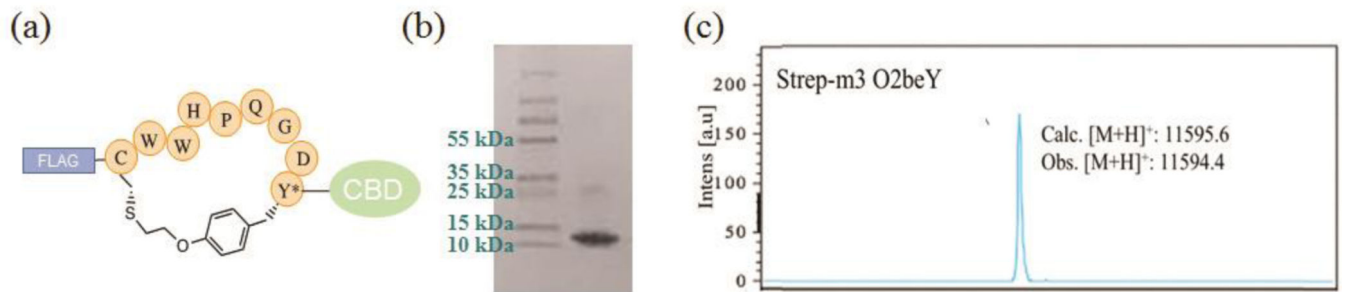 (a)
FLAG
C
W
W
H
P
Q
G
D
Y*
CBD
S
O
(b)
55 kDa
35 kDa
25 kDa
15 kDa
10 kDa
(c)
Strep-m3 O2beY
Calc. [M+H]⁺: 11595.6
Obs. [M+H]⁺: 11594.4
Intens [a.u]
200
150
100
50
0